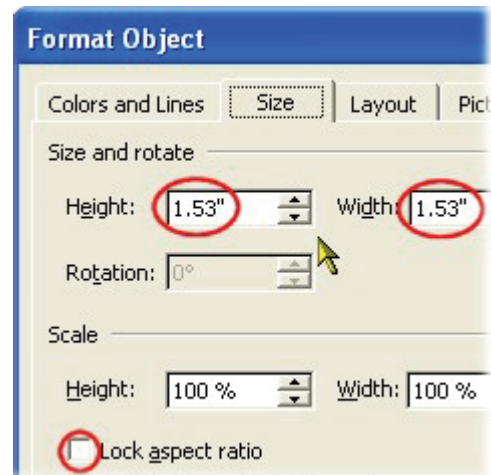 Format Object
Colors and Lines Size Layout
Size and rotate
Height: 1.53" Width: 1.53"
Rotation: 0°
Scale
Height: 100 % Width: 100 %
Lock aspect ratio